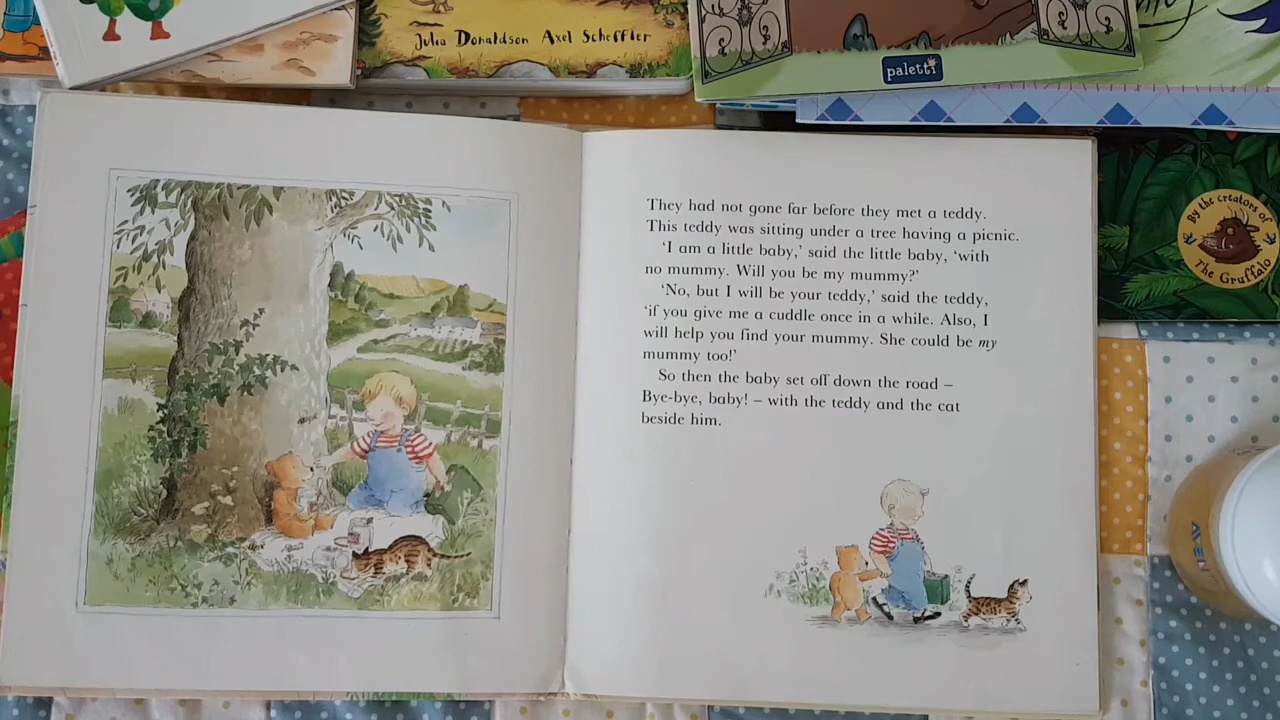 Julia Donaldson Axel Scheffler
paletti
By the creators of
The Gruffalo
They had not gone far before they met a teddy.
This teddy was sitting under a tree having a picnic.
‘I am a little baby,’ said the little baby, ‘with
no mummy. Will you be my mummy?’
‘No, but I will be your teddy,’ said the teddy,
‘if you give me a cuddle once in a while. Also, I
will help you find your mummy. She could be my
mummy too!’
So then the baby set off down the road –
Bye-bye, baby! – with the teddy and the cat
beside him.
AVEN